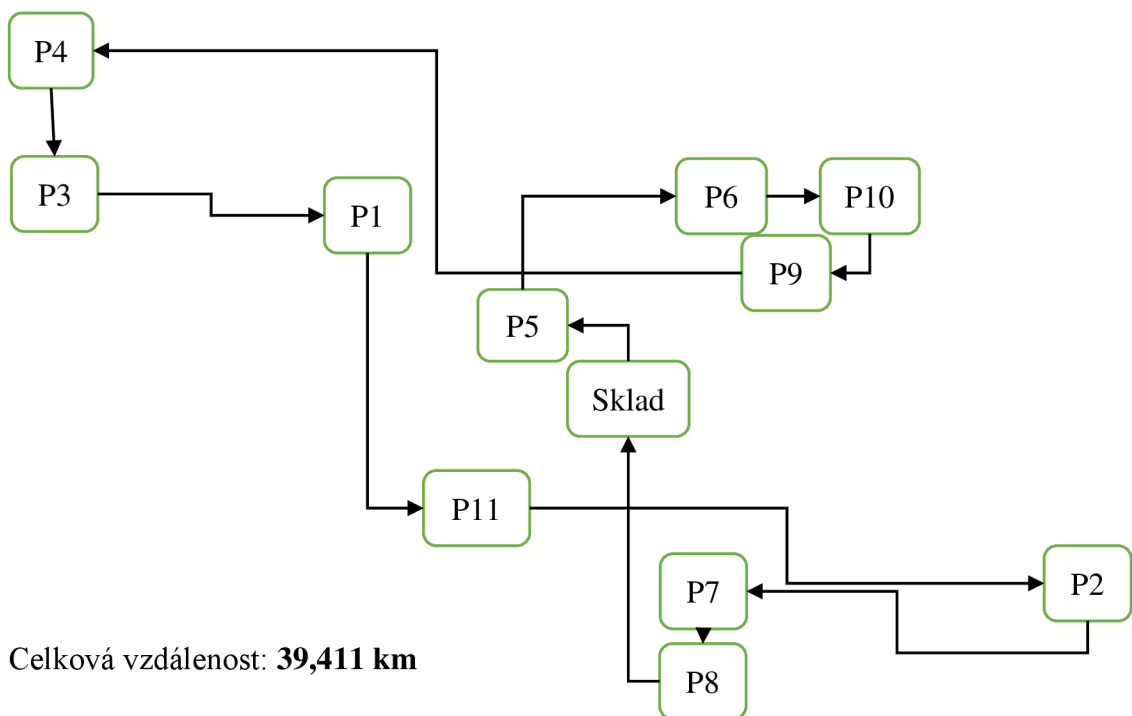 P4
P3
P1
P6
P10
P9
P5
Sklad
P11
P7
P2
P8
Celková vzdálenost: 39,411 km